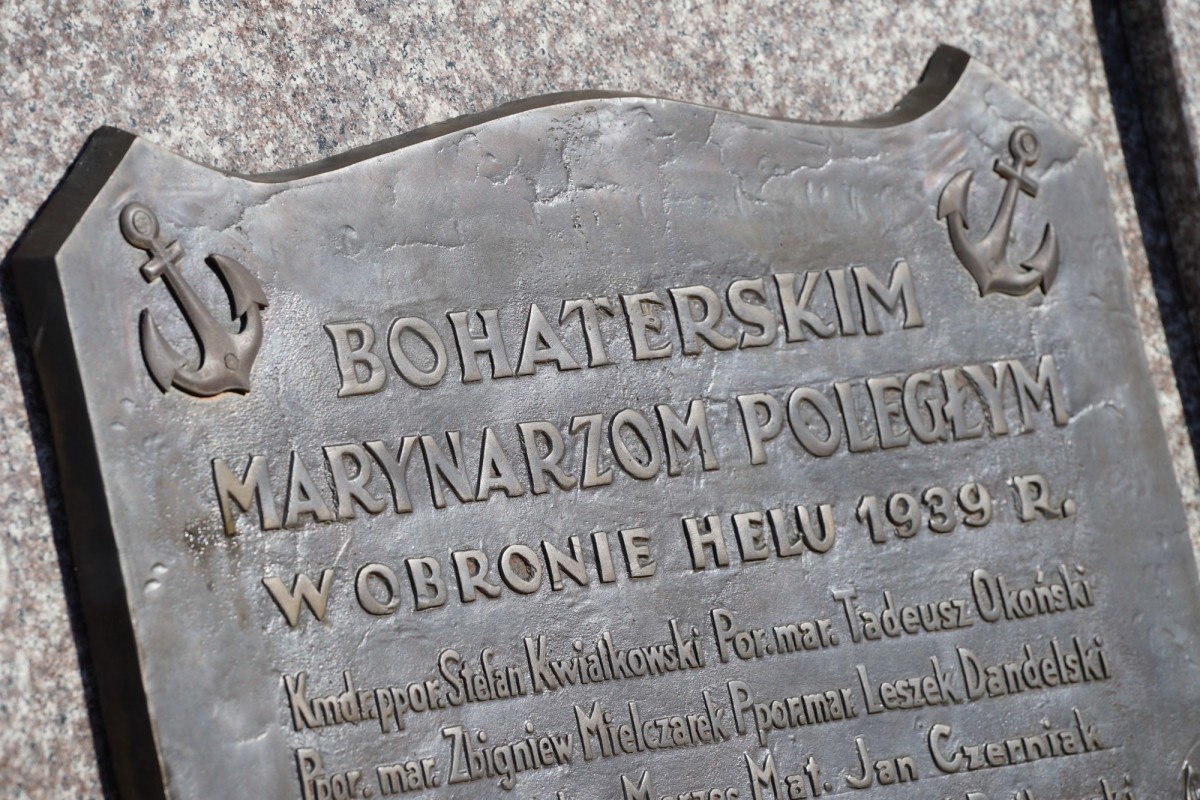 BOHATERSKIM
MARYNARZOM POLEGŁYM
W OBRONIE HELU 1939 R.
Kmdr. ppor. Stefan Kwiatkowski Por. mar. Tadeusz Okoński
Ppor. mar. Zbigniew Mielczarek Ppor. mar. Leszek Dandelski
Mat. Jan Czerniak